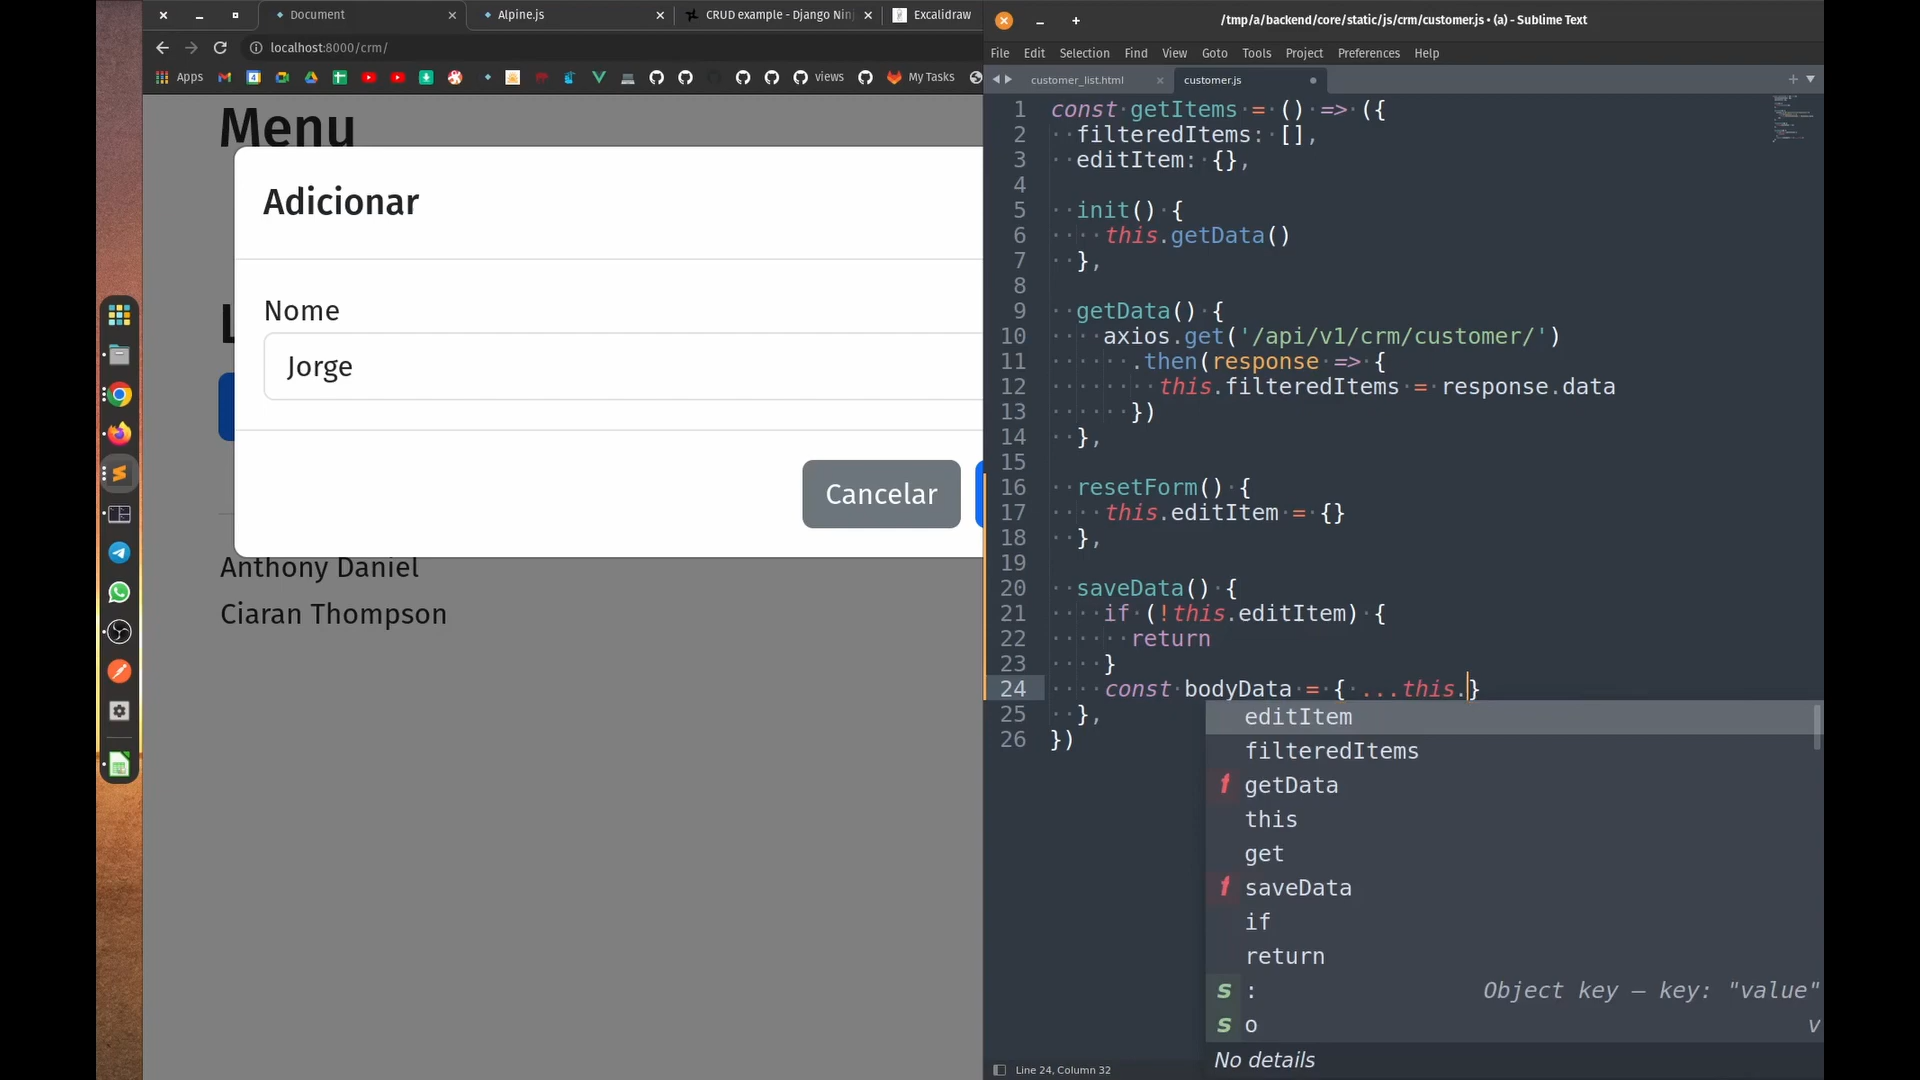 Document
Alpine.js
CRUD example - Django Nin
Excalidraw
localhost:8000/crm/
Apps
views
My Tasks
Menu
Adicionar
Nome
Jorge
Cancelar
Anthony Daniel
Ciaran Thompson
/tmp/a/backend/core/static/js/crm/customer.js • (a) - Sublime Text
File Edit Selection Find View Goto Tools Project Preferences Help
customer_list.html
customer.js
1 const getItems = () => ({
2 filteredItems: [],
3 editItem: {},
4
5 init() {
6 this.getData()
7 },
8
9 getData() {
10 axios.get('/api/v1/crm/customer/')
11 .then(response => {
12 this.filteredItems = response.data
13 })
14 },
15
16 resetForm() {
17 this.editItem = {}
18 },
19
20 saveData() {
21 if (!this.editItem) {
22 return
23 }
24 const bodyData = { ...this.}
25 },
26 })
editItem
filteredItems
f getData
this
get
f saveData
if
return
s : Object key — key: "value"
s o v
No details
Line 24, Column 32